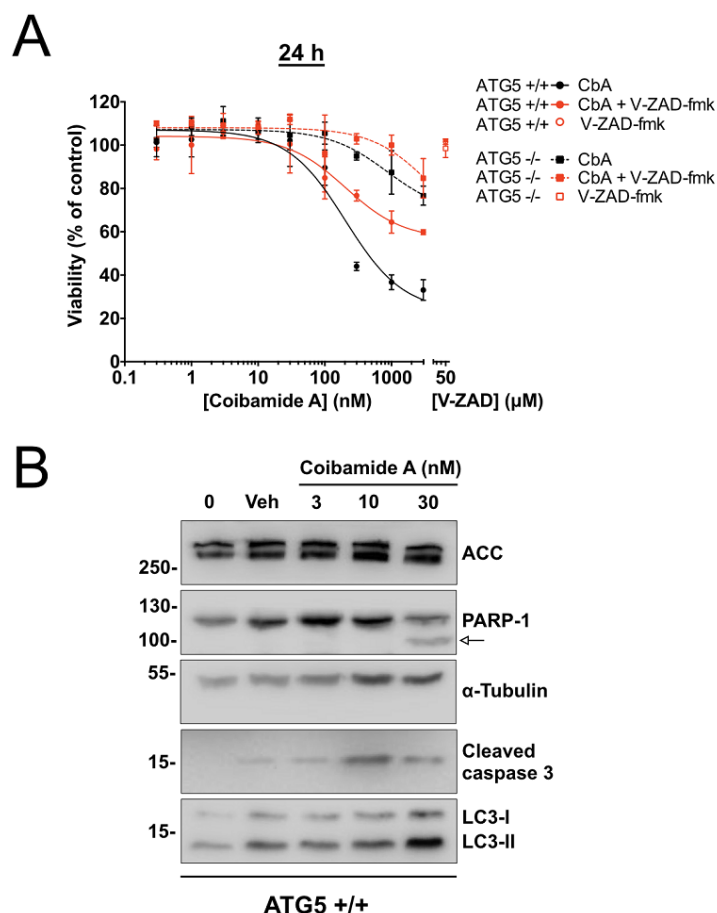 A
24 h
ATG5 +/+ CbA
ATG5 +/+ CbA + V-ZAD-fmk
ATG5 +/+ V-ZAD-fmk
ATG5 -/- CbA
ATG5 -/- CbA + V-ZAD-fmk
ATG5 -/- V-ZAD-fmk
Viability (% of control)
120
100
80
60
40
20
0
0.1 1 10 100 1000 50
[Coibamide A] (nM) [V-ZAD] (µM)
B
Coibamide A (nM)
0 Veh 3 10 30
250- ACC
130- PARP-1
100-
55- α-Tubulin
15- Cleaved
caspase 3
LC3-I
15- LC3-II
ATG5 +/+